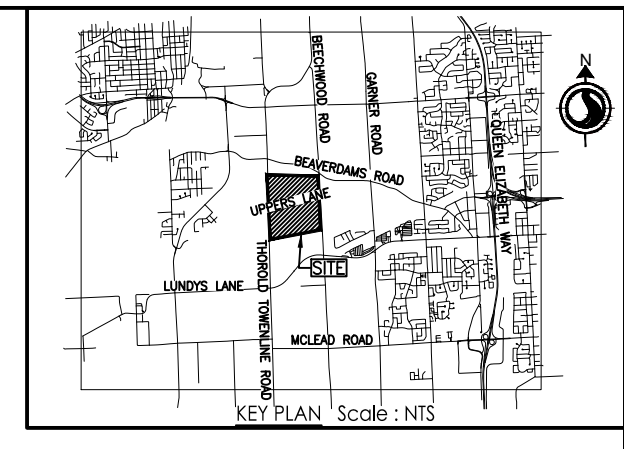 N
BEECHWOOD ROAD
GARNER ROAD
QUEEN ELIZABETH WAY
BEAVERDAMS ROAD
UPPERS LANE
THOROLD TOWENLINE ROAD
SITE
LUNDYS LANE
MCLEAD ROAD
KEY PLAN Scale : NTS